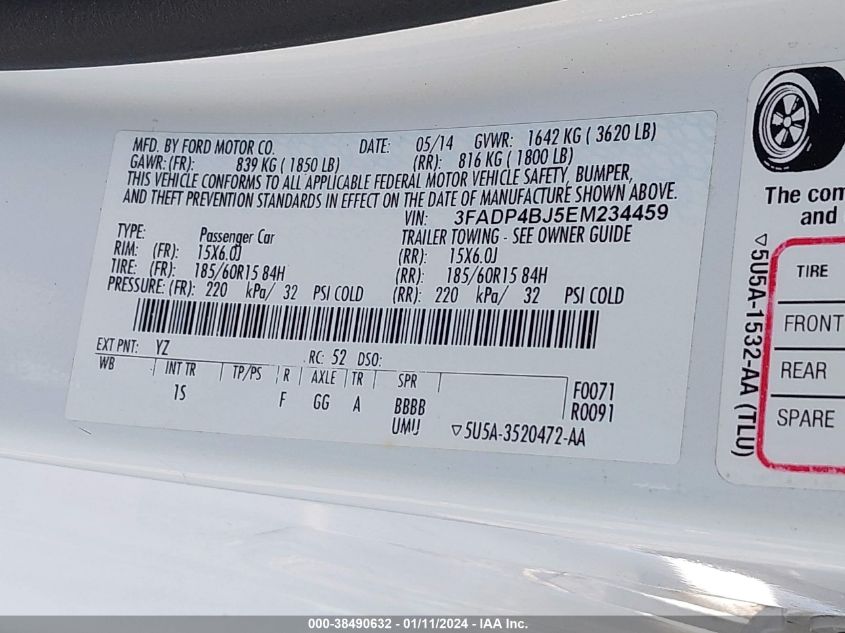 MFD. BY FORD MOTOR CO. DATE: 05/14 GVWR: 1642 KG ( 3620 LB)
GAWR: (FR): 839 KG ( 1850 LB) (RR): 816 KG ( 1800 LB)
THIS VEHICLE CONFORMS TO ALL APPLICABLE FEDERAL MOTOR VEHICLE SAFETY, BUMPER,
AND THEFT PREVENTION STANDARDS IN EFFECT ON THE DATE OF MANUFACTURE SHOWN ABOVE.
VIN: 3FADP4BJ5EM234459
TYPE: Passenger Car TRAILER TOWING - SEE OWNER GUIDE
RIM: (FR): 15X6.0J (RR): 15X6.0J
TIRE: (FR): 185/60R15 84H (RR): 185/60R15 84H
PRESSURE: (FR): 220 kPa/ 32 PSI COLD (RR): 220 kPa/ 32 PSI COLD
EXT PNT: YZ RC: 52 DSO:
WB INT TR TP/PS R AXLE TR SPR F0071
1S F GG A BBBB R0091
UMIJ ▽5U5A-3520472-AA
The com
and
▽5U5A-1532-AA (TLU)
TIRE
FRONT
REAR
SPARE
000-38490632 - 01/11/2024 - IAA Inc.